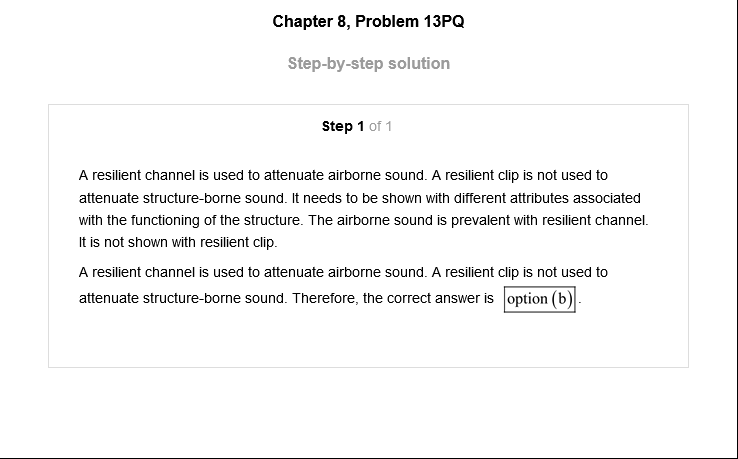 Chapter 8, Problem 13PQ
Step-by-step solution
Step 1 of 1
A resilient channel is used to attenuate airborne sound. A resilient clip is not used to
attenuate structure-borne sound. It needs to be shown with different attributes associated
with the functioning of the structure. The airborne sound is prevalent with resilient channel.
It is not shown with resilient clip.
A resilient channel is used to attenuate airborne sound. A resilient clip is not used to
attenuate structure-borne sound. Therefore, the correct answer is option (b).